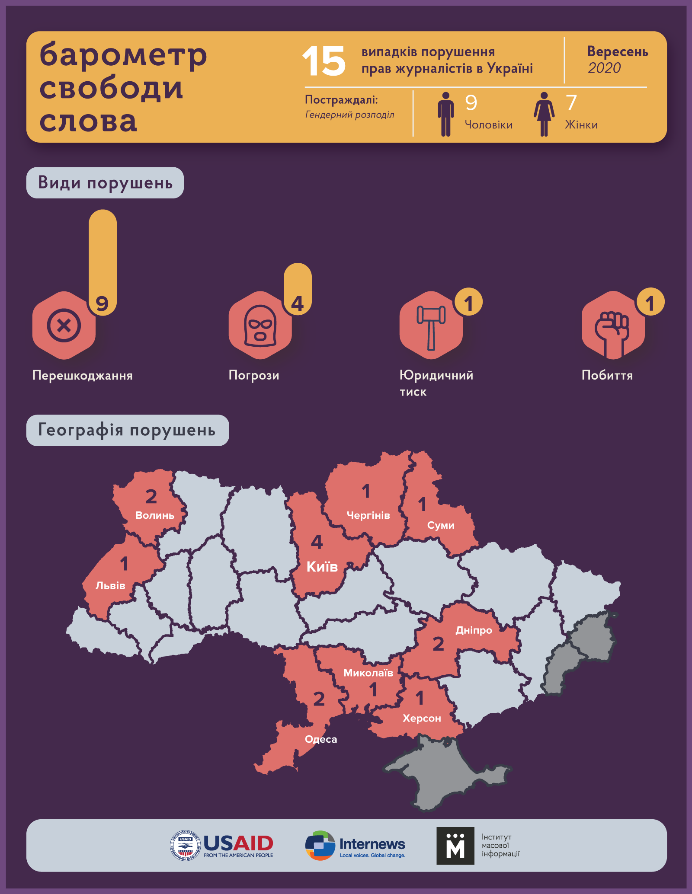 барометр
свободи
слова
15
випадків порушення
прав журналістів в Україні
Вересень
2020
Постраждалі:
Гендерний розподіл
9
Чоловіки
7
Жінки
Види порушень
9
4
1
1
Перешкоджання
Погрози
Юридичний
тиск
Побиття
Географія порушень
2
Волинь
1
Чергінів
1
Суми
4
Київ
1
Львів
Дніпро
2
Миколаїв
1
2
Одеса
1
Херсон
USAID
FROM THE AMERICAN PEOPLE
Internews
Local voices. Global change.
М
Інститут
масової
інформації